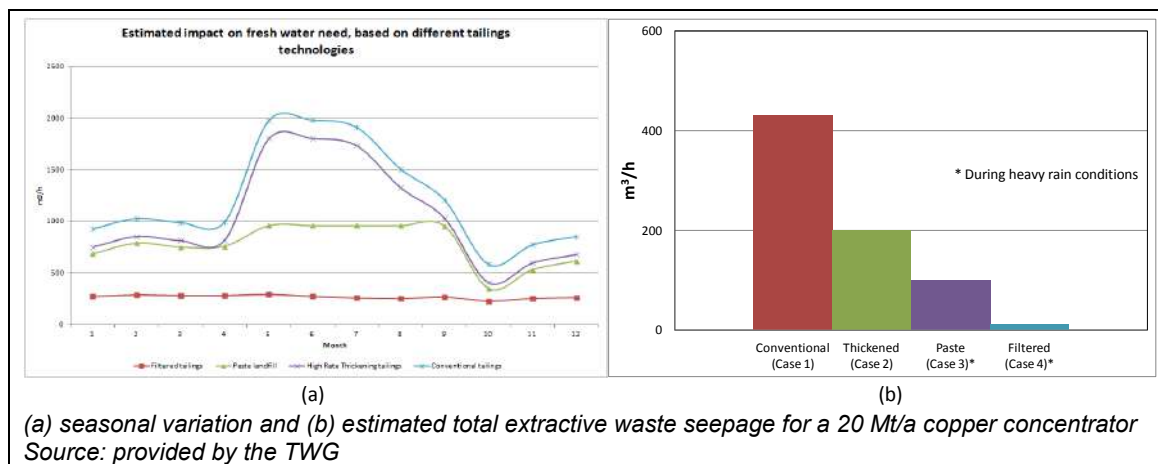 Estimated impact on fresh water need, based on different tailings
technologies
2500
2000
1500
1000
500
0
m3/h
1 2 3 4 5 6 7 8 9 10 11 12
Month
Filtered tailings Paste landfill High Rate Thickening tailings Conventional tailings
(a)
600
400
200
0
m³/h
* During heavy rain conditions
Conventional Thickened Paste Filtered
(Case 1) (Case 2) (Case 3)* (Case 4)*
(b)
(a) seasonal variation and (b) estimated total extractive waste seepage for a 20 Mt/a copper concentrator
Source: provided by the TWG